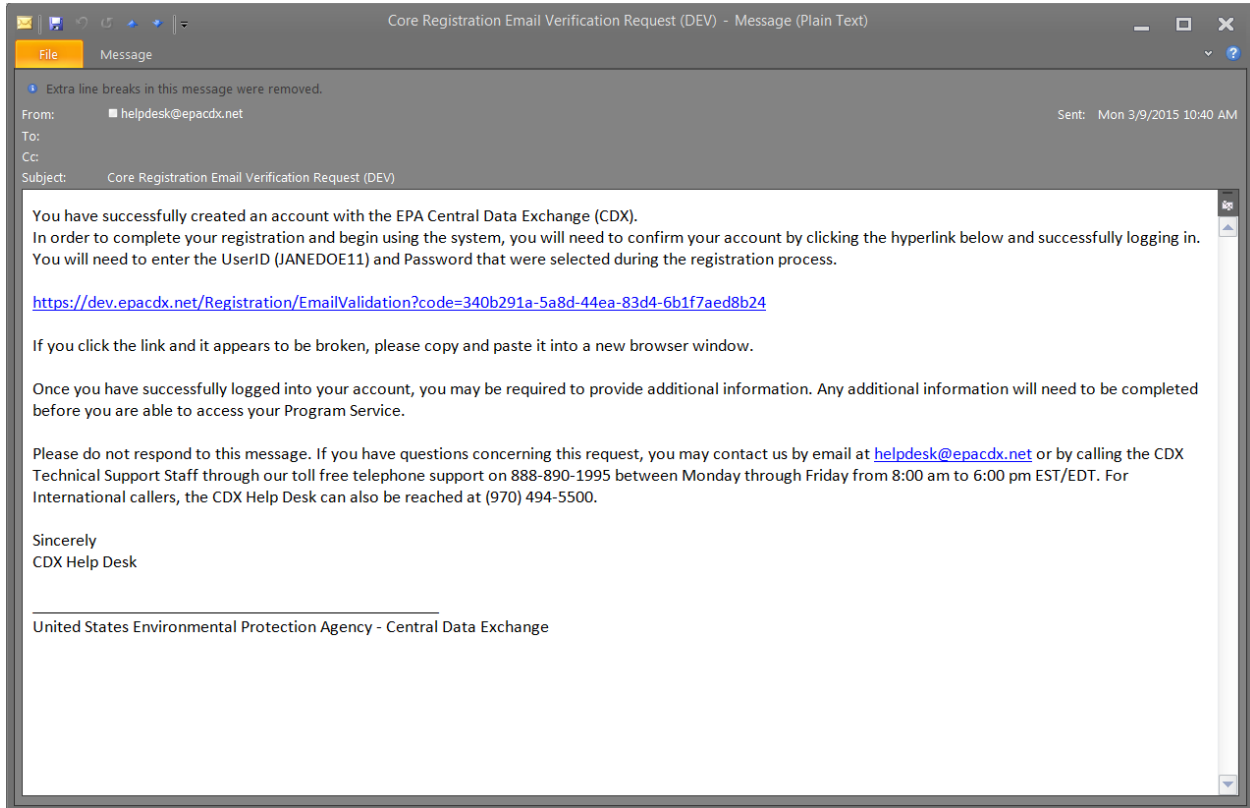 Core Registration Email Verification Request (DEV) - Message (Plain Text)
File Message
Extra line breaks in this message were removed.
From: helpdesk@epacdx.net Sent: Mon 3/9/2015 10:40 AM
To:
Cc:
Subject: Core Registration Email Verification Request (DEV)
You have successfully created an account with the EPA Central Data Exchange (CDX).
In order to complete your registration and begin using the system, you will need to confirm your account by clicking the hyperlink below and successfully logging in.
You will need to enter the UserID (JANEDOE11) and Password that were selected during the registration process.
https://dev.epacdx.net/Registration/EmailValidation?code=340b291a-5a8d-44ea-83d4-6b1f7aed8b24
If you click the link and it appears to be broken, please copy and paste it into a new browser window.
Once you have successfully logged into your account, you may be required to provide additional information. Any additional information will need to be completed
before you are able to access your Program Service.
Please do not respond to this message. If you have questions concerning this request, you may contact us by email at helpdesk@epacdx.net or by calling the CDX
Technical Support Staff through our toll free telephone support on 888-890-1995 between Monday through Friday from 8:00 am to 6:00 pm EST/EDT. For
International callers, the CDX Help Desk can also be reached at (970) 494-5500.
Sincerely
CDX Help Desk
United States Environmental Protection Agency - Central Data Exchange